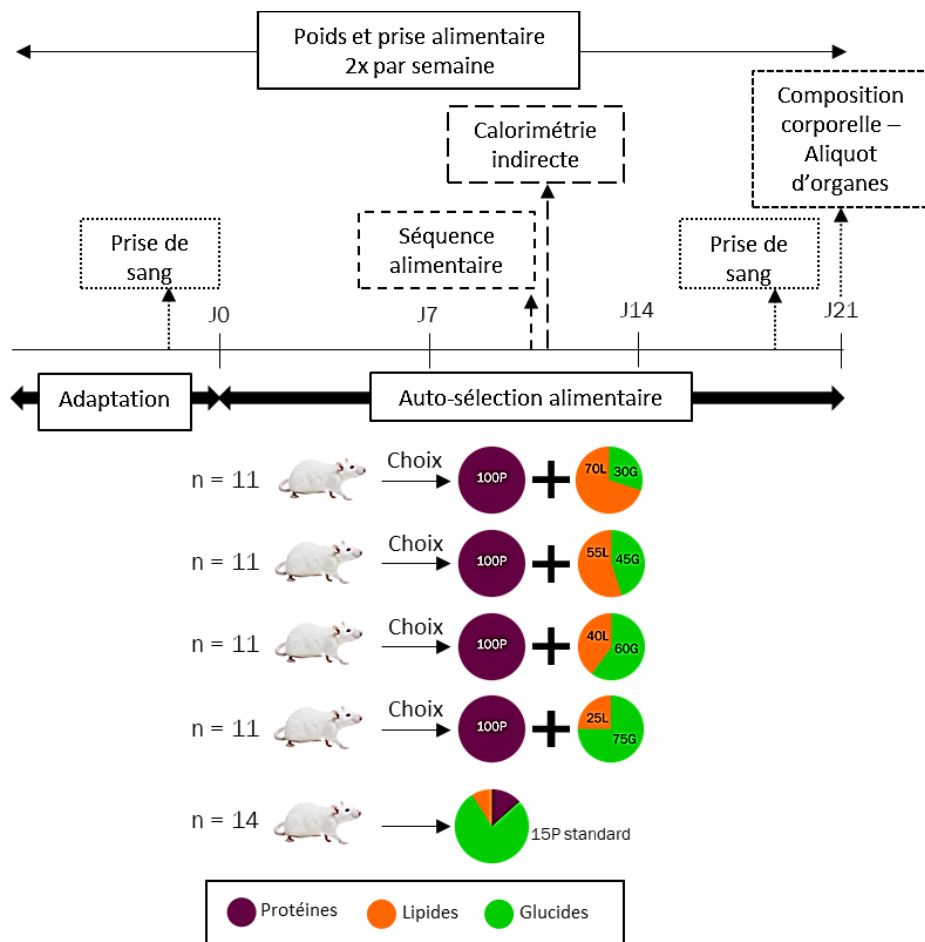 Poids et prise alimentaire
2x par semaine
Composition
corporelle –
Aliquot
d'organes
Calorimétrie
indirecte
Prise de
sang
Séquence
alimentaire
Prise de
sang
J0
J7
J14
J21
Adaptation
Auto-sélection alimentaire
n = 11
Choix
100P
70L
30G
n = 11
Choix
100P
55L
45G
n = 11
Choix
100P
40L
60G
n = 11
Choix
100P
25L
75G
n = 14
15P standard
Protéines
Lipides
Glucides